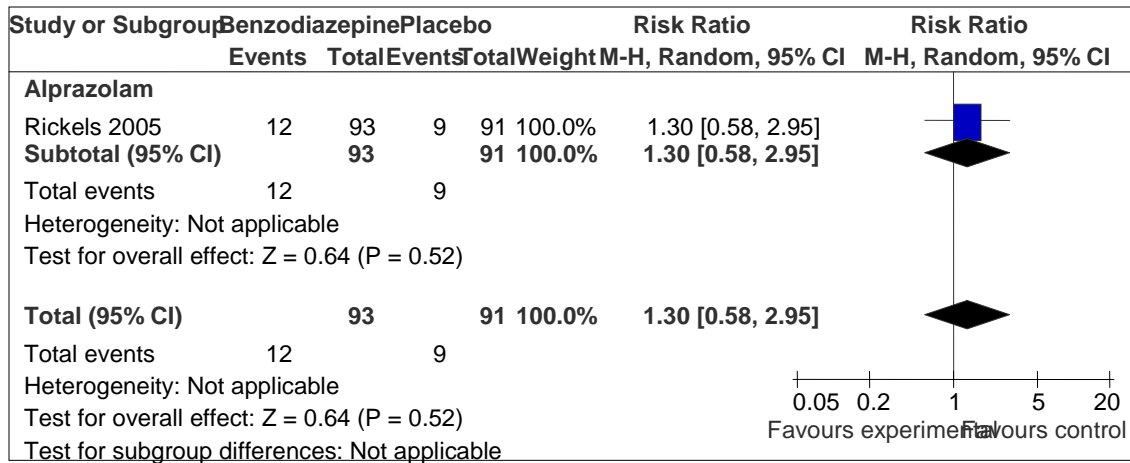 Study or Subgroup Benzodiazepine Placebo Risk Ratio Risk Ratio
Events Total Events Total Weight M-H, Random, 95% CI M-H, Random, 95% CI
Alprazolam
Rickels 2005 12 93 9 91 100.0% 1.30 [0.58, 2.95]
Subtotal (95% CI) 93 91 100.0% 1.30 [0.58, 2.95]
Total events 12 9
Heterogeneity: Not applicable
Test for overall effect: Z = 0.64 (P = 0.52)
Total (95% CI) 93 91 100.0% 1.30 [0.58, 2.95]
Total events 12 9
Heterogeneity: Not applicable
Test for overall effect: Z = 0.64 (P = 0.52)
Test for subgroup differences: Not applicable
0.05 0.2 1 5 20
Favours experimental Favours control